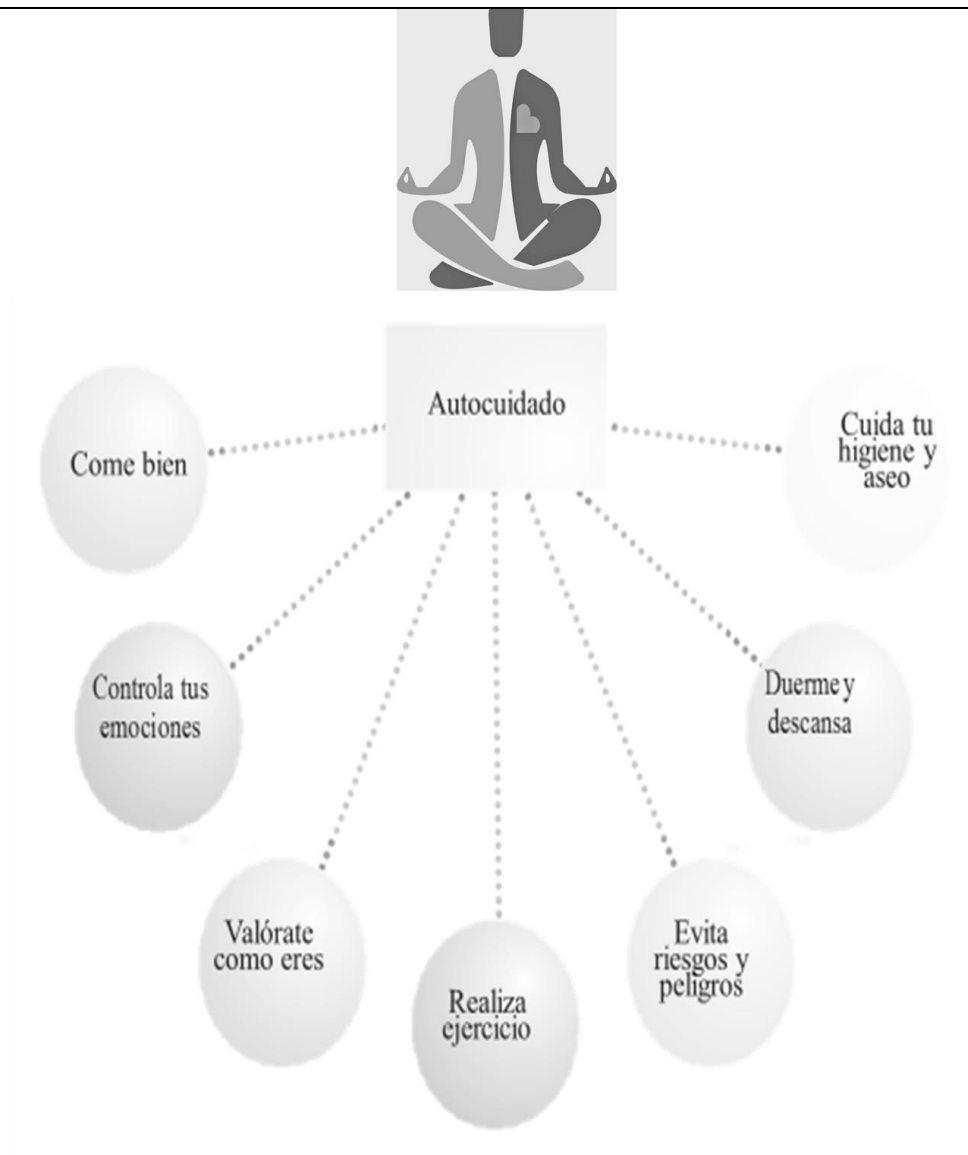 Autocuidado
Come bien
Cuida tu
higiene y
aseo
Controla tus
emociones
Duerme y
descansa
Valórate
como eres
Evita
riesgos y
peligros
Realiza
ejercicio